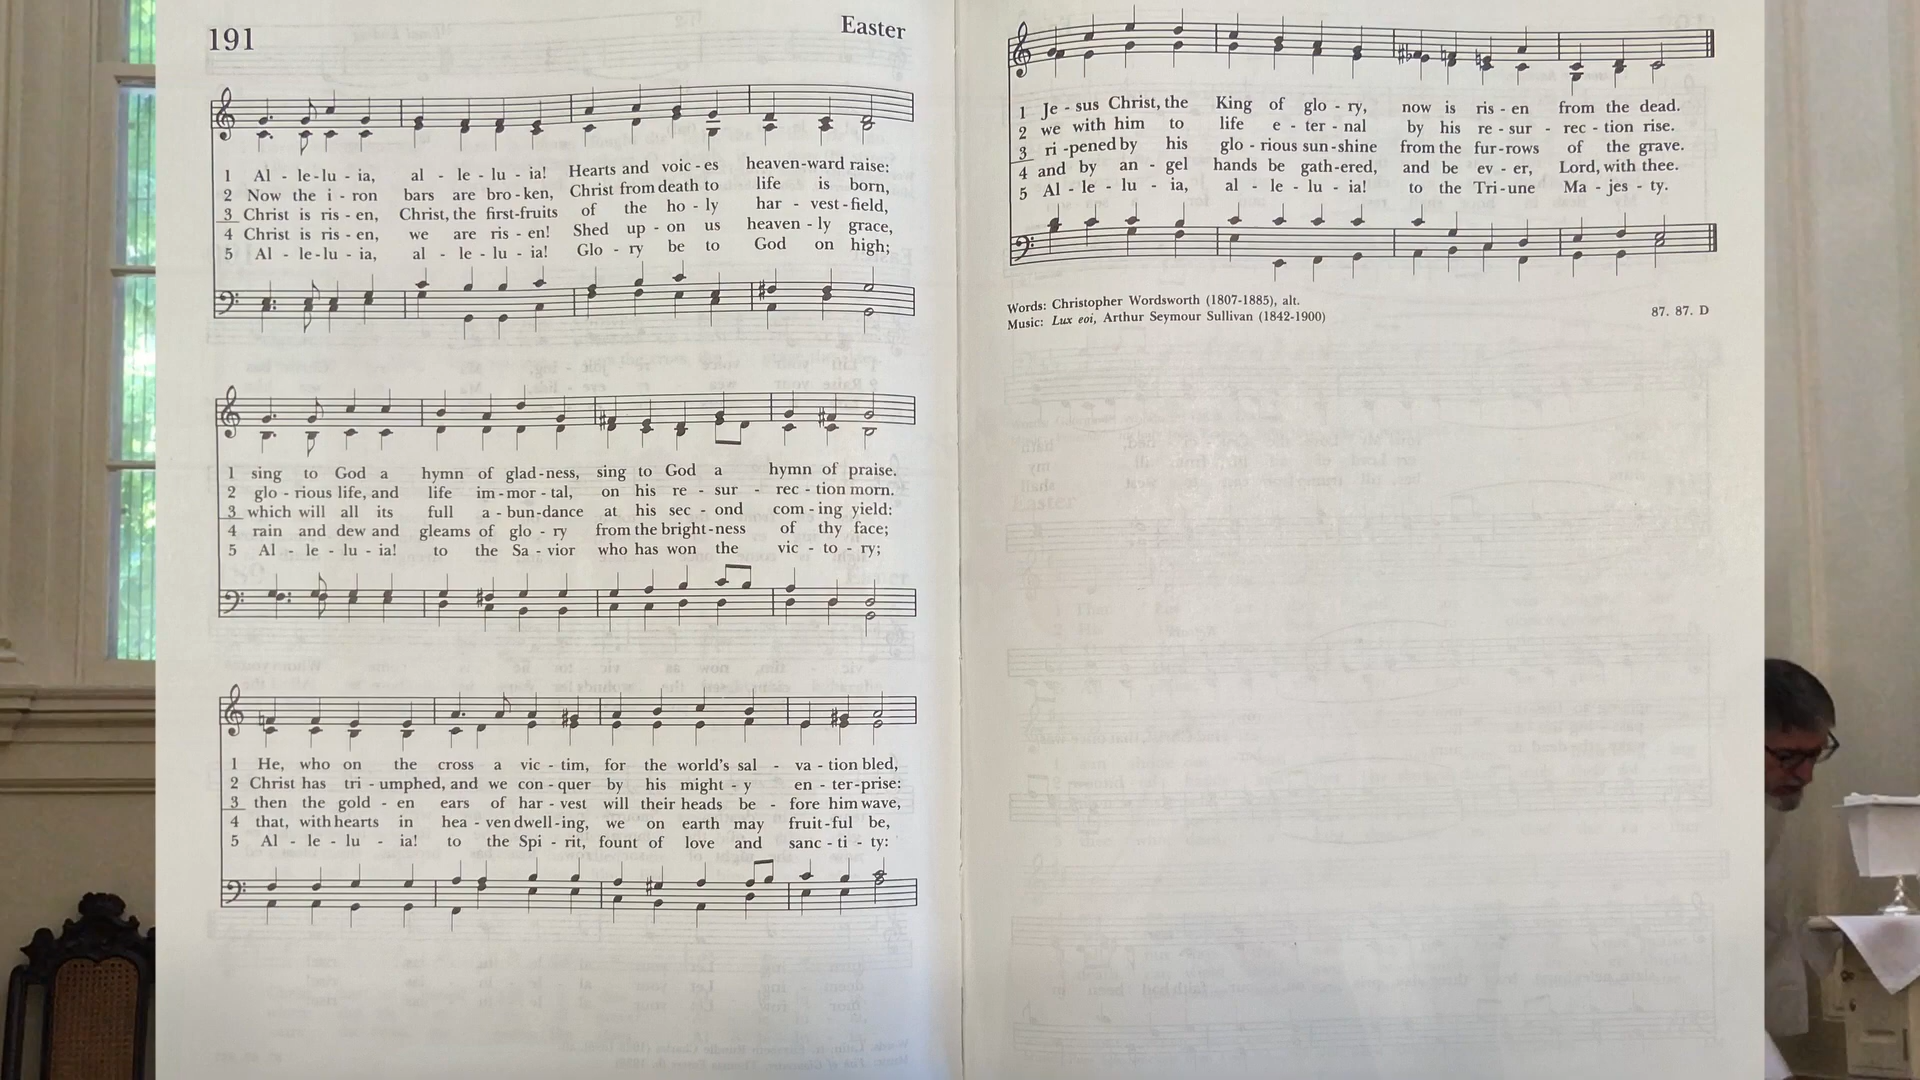 191
Easter
1 Al - le - lu - ia, al - le - lu - ia! Hearts and voic - es heaven-ward raise:
2 Now the i - ron bars are bro - ken, Christ from death to life is born,
3 Christ is ris - en, Christ, the first-fruits of the ho - ly har - vest - field,
4 Christ is ris - en, we are ris - en! Shed up - on us heaven - ly grace,
5 Al - le - lu - ia, al - le - lu - ia! Glo - ry be to God on high;
1 sing to God a hymn of glad - ness, sing to God a hymn of praise.
2 glo - rious life, and life im - mor - tal, on his re - sur - rec - tion morn.
3 which will all its full a - bun - dance at his sec - ond com - ing yield:
4 rain and dew and gleams of glo - ry from the bright - ness of thy face;
5 Al - le - lu - ia! to the Sa - vior who has won the vic - to - ry;
1 He, who on the cross a vic - tim, for the world's sal - va - tion bled,
2 Christ has tri - umphed, and we con - quer by his might - y en - ter - prise:
3 then the gold - en ears of har - vest will their heads be - fore him wave,
4 that, with hearts in hea - ven dwell - ing, we on earth may fruit - ful be,
5 Al - le - lu - ia! to the Spi - rit, fount of love and sanc - ti - ty:
1 Je - sus Christ, the King of glo - ry, now is ris - en from the dead.
2 we with him to life e - ter - nal by his re - sur - rec - tion rise.
3 ri - pened by his glo - rious sun - shine from the fur - rows of the grave.
4 and by an - gel hands be gath - ered, and be ev - er, Lord, with thee.
5 Al - le - lu - ia, al - le - lu - ia! to the Tri - une Ma - jes - ty.
Words: Christopher Wordsworth (1807-1885), alt.
Music: Lux eoi, Arthur Seymour Sullivan (1842-1900)
87. 87. D